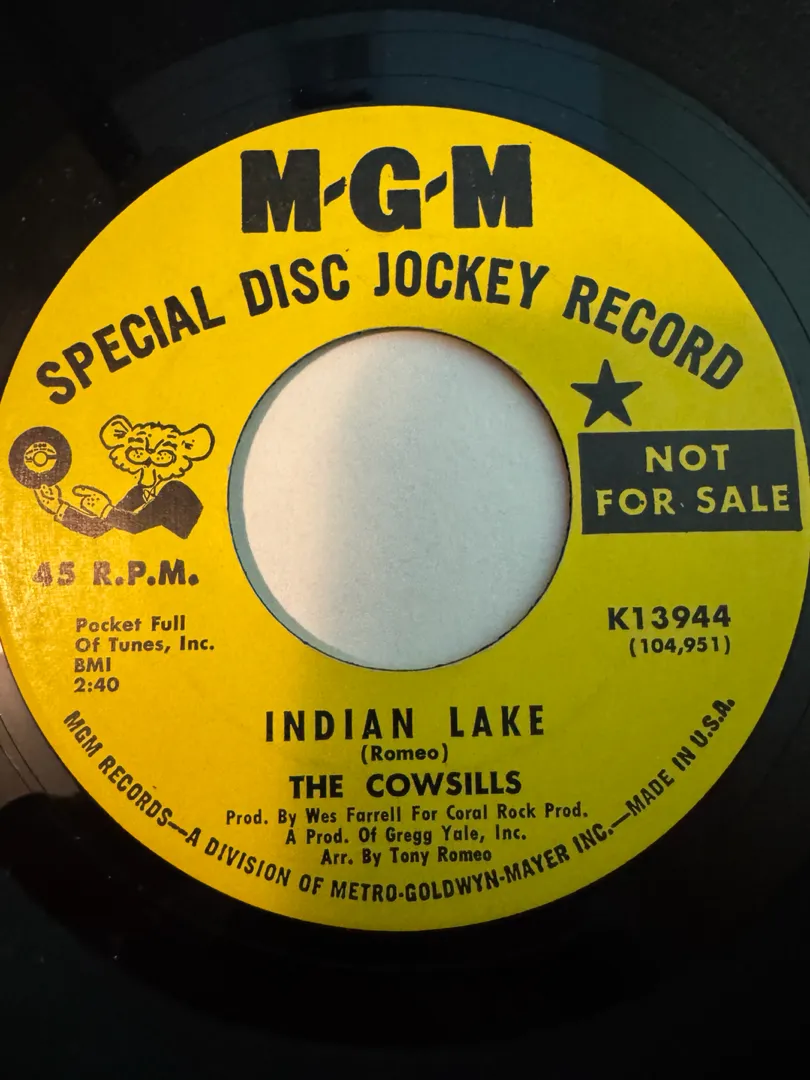 M-G-M
SPECIAL DISC JOCKEY RECORD
NOT
FOR SALE
45 R.P.M.
Pocket Full
Of Tunes, Inc.
BMI
2:40
K13944
(104,951)
INDIAN LAKE
(Romeo)
THE COWSILLS
Prod. By Wes Farrell For Coral Rock Prod.
A Prod. Of Gregg Yale, Inc.
Arr. By Tony Romeo
MGM RECORDS—A DIVISION OF METRO-GOLDWYN-MAYER INC.—MADE IN U.S.A.